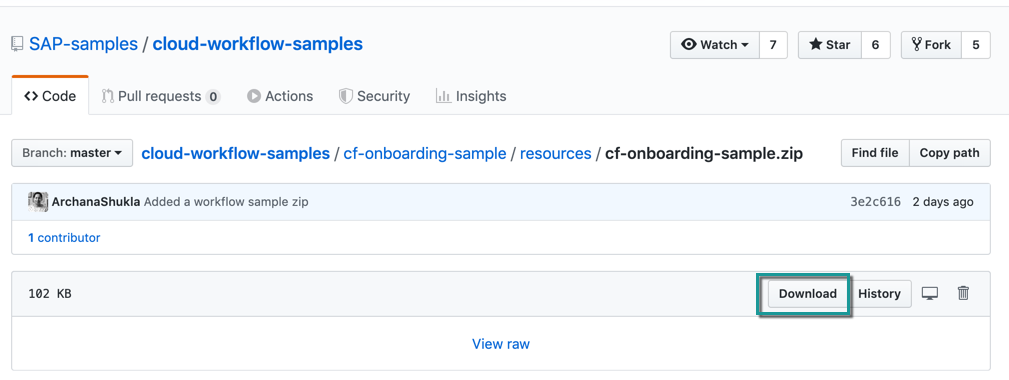 SAP-samples / cloud-workflow-samples Watch 7 Star 6 Fork 5
Code Pull requests 0 Actions Security Insights
Branch: master cloud-workflow-samples / cf-onboarding-sample / resources / cf-onboarding-sample.zip Find file Copy path
ArchanaShukla Added a workflow sample zip 3e2c616 2 days ago
1 contributor
102 KB Download History
View raw